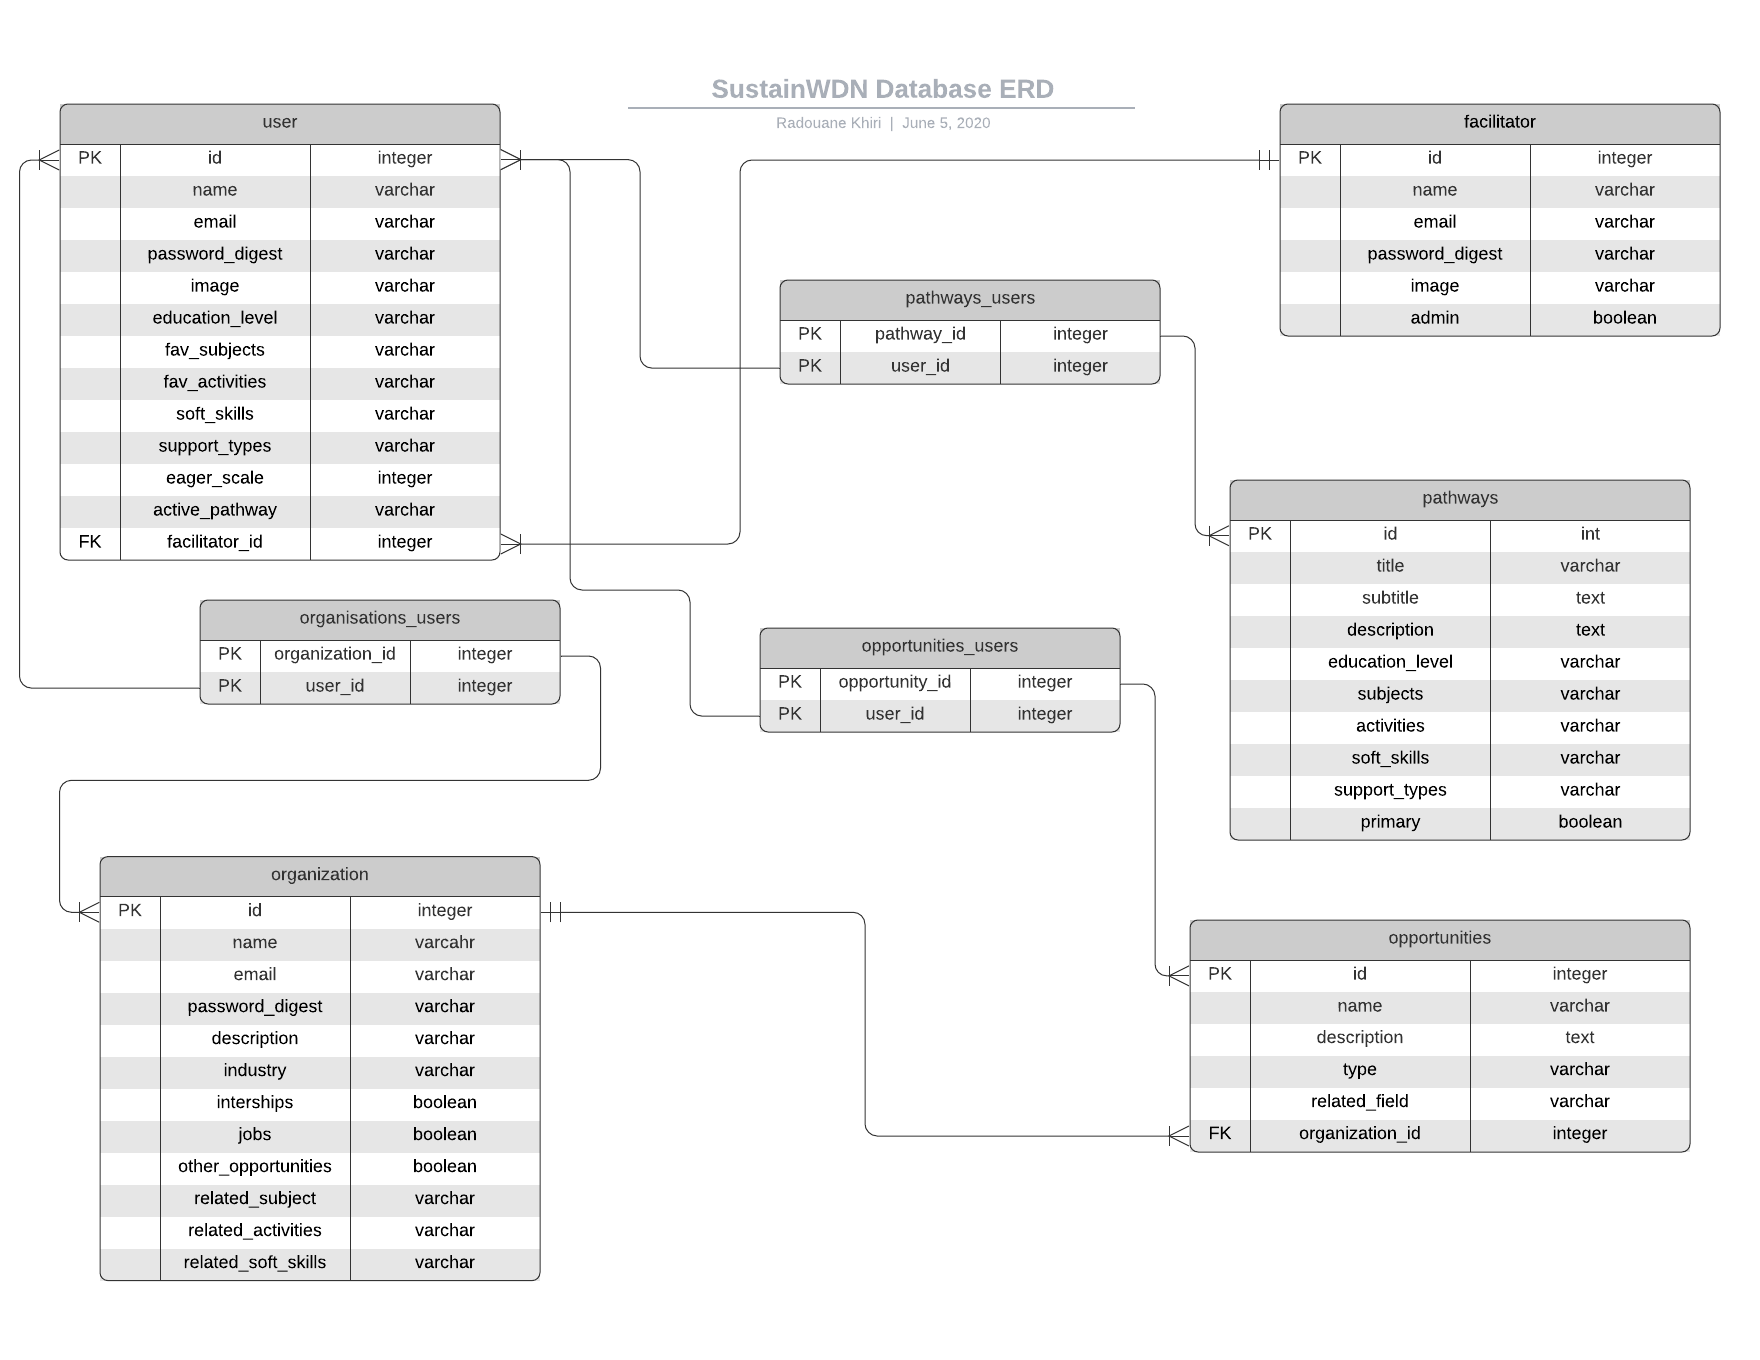 SustainWDN Database ERD
Radouane Khiri | June 5, 2020
user
PK id integer
name varchar
email varchar
password_digest varchar
image varchar
education_level varchar
fav_subjects varchar
fav_activities varchar
soft_skills varchar
support_types varchar
eager_scale integer
active_pathway varchar
FK facilitator_id integer
facilitator
PK id integer
name varchar
email varchar
password_digest varchar
image varchar
admin boolean
pathways_users
PK pathway_id integer
PK user_id integer
pathways
PK id int
title varchar
subtitle text
description text
education_level varchar
subjects varchar
activities varchar
soft_skills varchar
support_types varchar
primary boolean
organisations_users
PK organization_id integer
PK user_id integer
opportunities_users
PK opportunity_id integer
PK user_id integer
organization
PK id integer
name varcahr
email varchar
password_digest varchar
description varchar
industry varchar
interships boolean
jobs boolean
other_opportunities boolean
related_subject varchar
related_activities varchar
related_soft_skills varchar
opportunities
PK id integer
name varchar
description text
type varchar
related_field varchar
FK organization_id integer